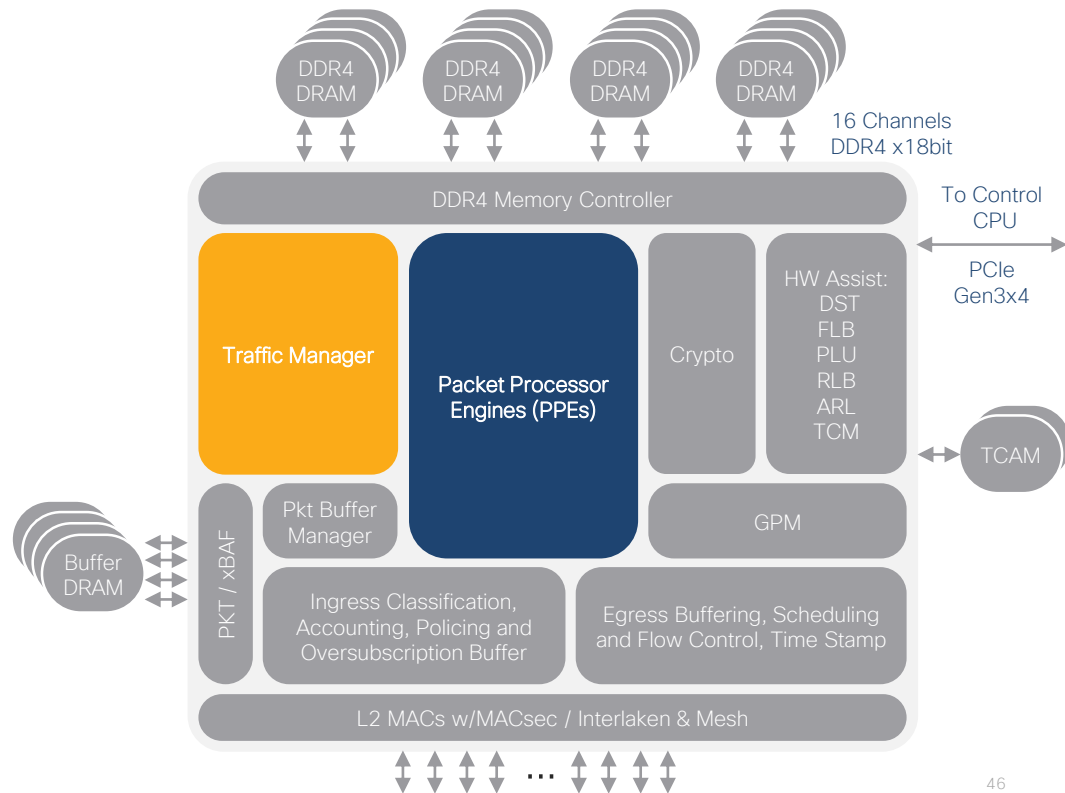 DDR4
DRAM
DDR4
DRAM
DDR4
DRAM
DDR4
DRAM
16 Channels
DDR4 x18bit
DDR4 Memory Controller
To Control
CPU
PCIe
Gen3x4
Traffic Manager
Packet Processor
Engines (PPEs)
Crypto
HW Assist:
DST
FLB
PLU
RLB
ARL
TCM
TCAM
Buffer
DRAM
PKT / xBAF
Pkt Buffer
Manager
GPM
Ingress Classification,
Accounting, Policing and
Oversubscription Buffer
Egress Buffering, Scheduling
and Flow Control, Time Stamp
L2 MACs w/MACsec / Interlaken & Mesh
...
46